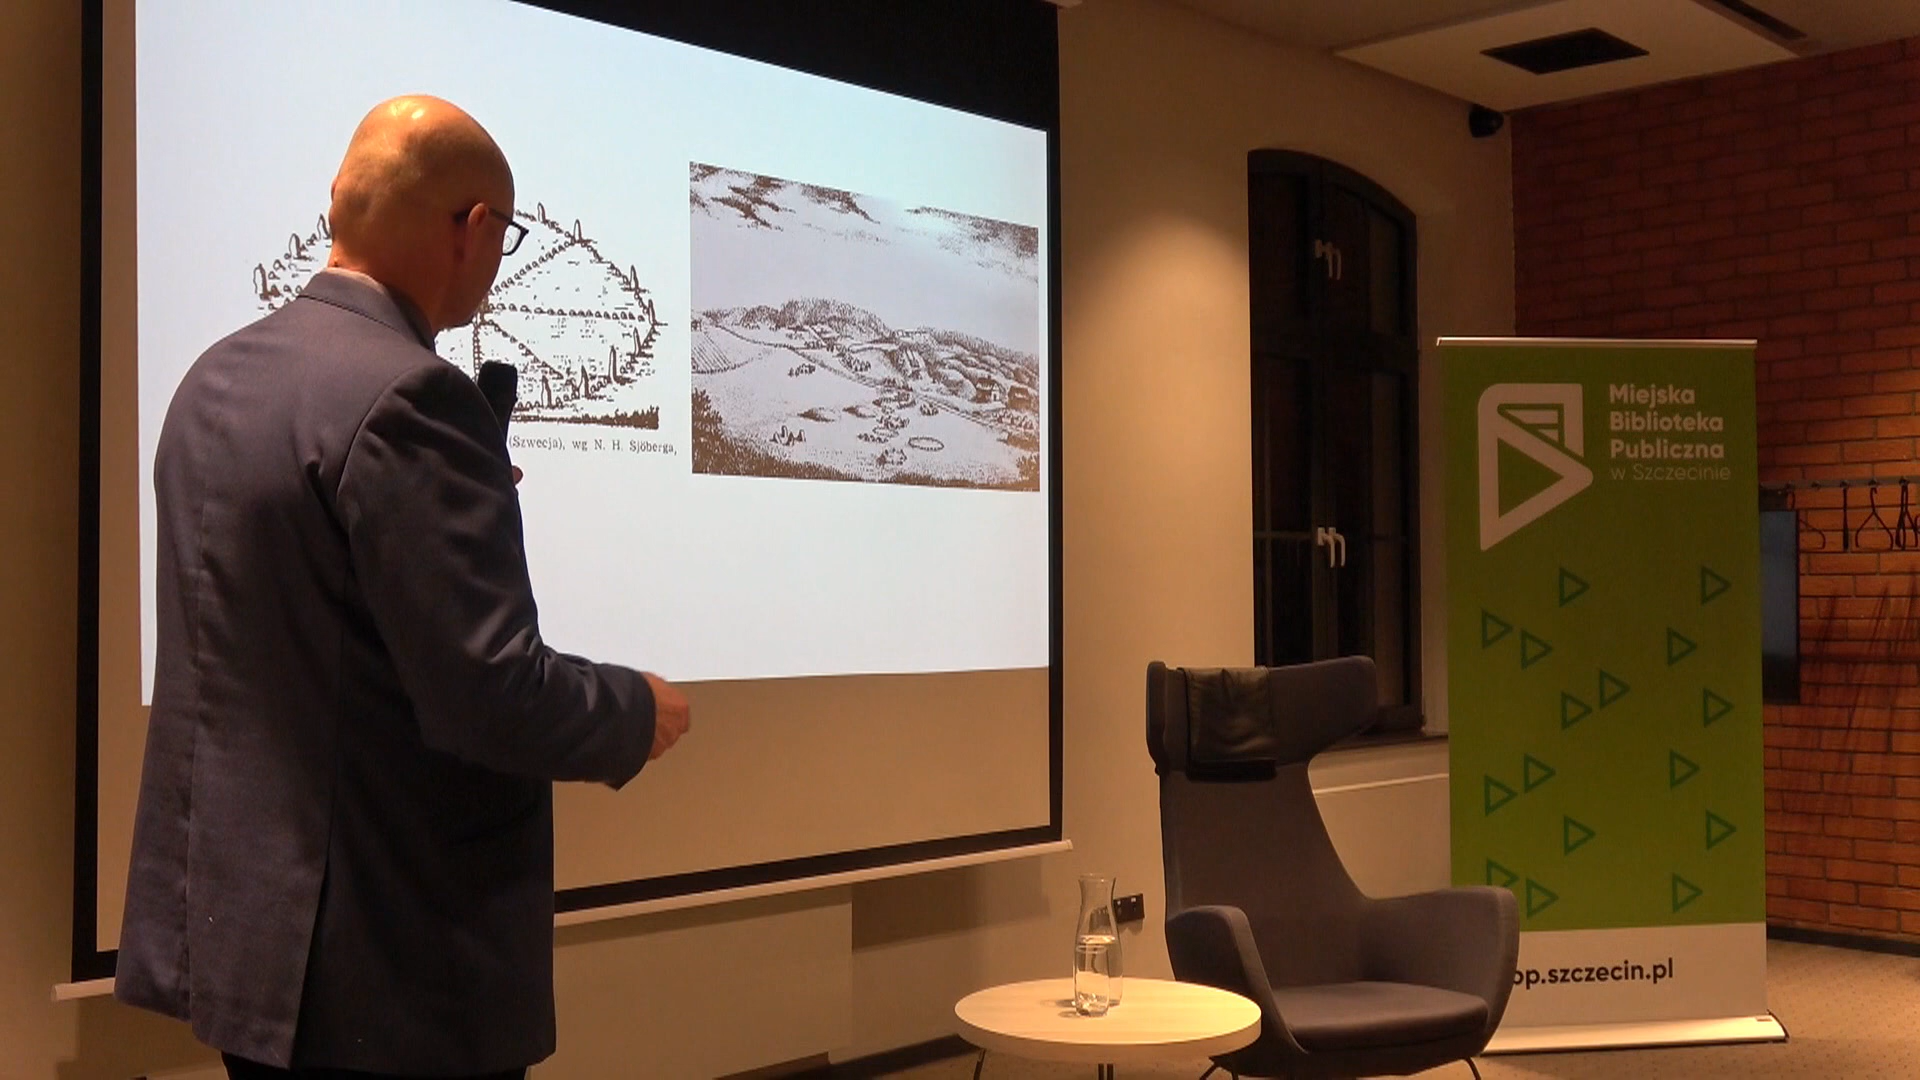 (Szwecja), wg N. H. Sjöberga,
Miejska
Biblioteka
Publiczna
w Szczecinie
op.szczecin.pl